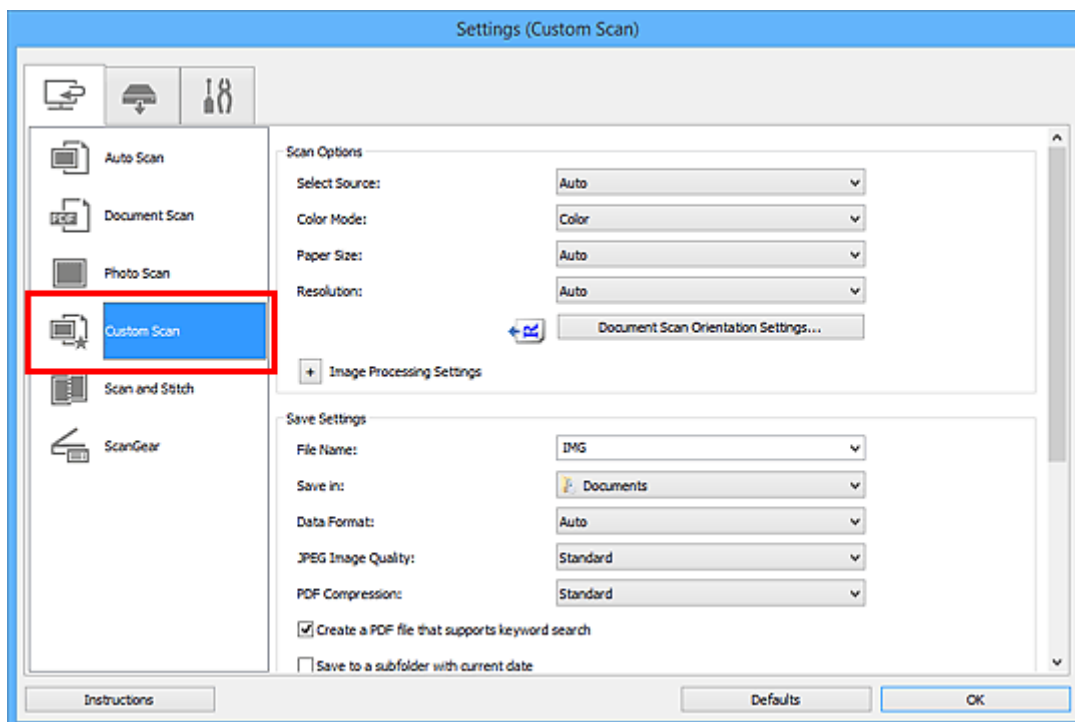 Settings (Custom Scan)
Auto Scan
PDF
Document Scan
Photo Scan
Custom Scan
Scan and Stitch
ScanGear
Scan Options
Select Source: Auto
Color Mode: Color
Paper Size: Auto
Resolution: Auto
R Document Scan Orientation Settings...
+ Image Processing Settings
Save Settings
File Name: IMG
Save in: Documents
Data Format: Auto
JPEG Image Quality: Standard
PDF Compression: Standard
Create a PDF file that supports keyword search
Save to a subfolder with current date
Instructions Defaults OK